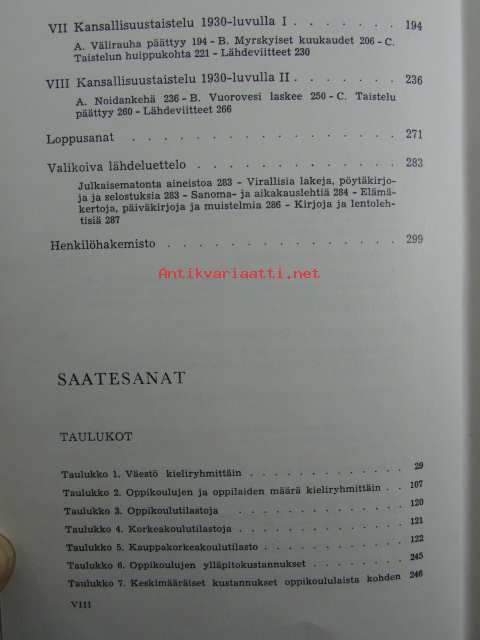 VII Kansallisuustaistelu 1930-luvulla I . . . . . . . 194
A. Välirauha päättyy 194 – B. Myrskyiset kuukaudet 206 – C.
Taistelun huippukohta 221 – Lähdeviitteet 230
VIII Kansallisuustaistelu 1930-luvulla II . . . . . . . 236
A. Noidankehä 236 – B. Vuorovesi laskee 250 – C. Taistelu
päättyy 260 – Lähdeviitteet 266
Loppusanat . . . . . . . . . . . . . . . . 271
Valikoiva lähdeluettelo . . . . . . . . . . . . 283
Julkaisematonta aineistoa 283 – Virallisia lakeja, pöytäkirjo-
ja ja selostuksia 283 – Sanoma- ja aikakauslehtiä 284 – Elämä-
kertoja, päiväkirjoja ja muistelmia 286 – Kirjoja ja lentoleh-
tisiä 287
Henkilöhakemisto . . . . . . . . . . . . . . 299
Antikvariaatti.net
SAATESANAT
TAULUKOT
Taulukko 1. Väestö kieliryhmittäin . . . . . . . . . . . . . 29
Taulukko 2. Oppikoulujen ja oppilaiden määrä kieliryhmittäin . . 107
Taulukko 3. Oppikoulutilastoja . . . . . . . . . . . . . . 120
Taulukko 4. Korkeakoulutilastoja . . . . . . . . . . . . . 121
Taulukko 5. Kauppakorkeakoulutilasto . . . . . . . . . . . 122
Taulukko 6. Oppikoulujen ylläpitokustannukset . . . . . . . . 245
Taulukko 7. Keskimääräiset kustannukset oppikoululaista kohden 246
VIII